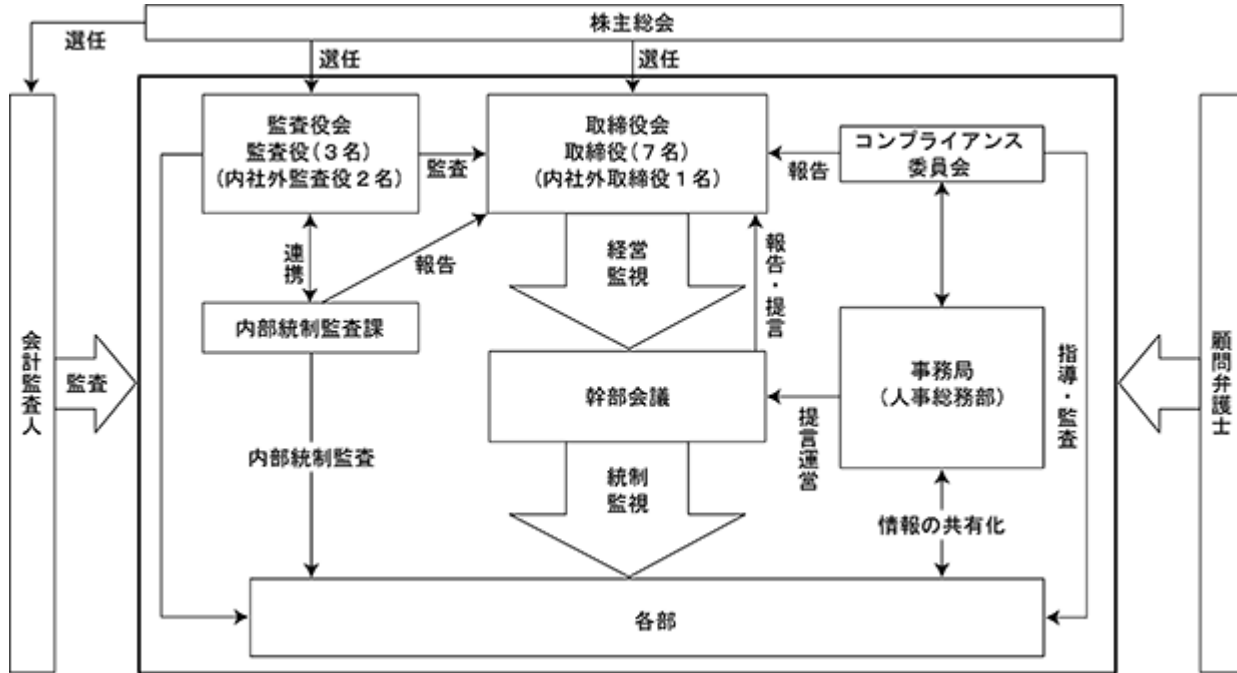 株主総会
選任
選任
選任
監査役会
監査役(3名)
(内社外監査役2名)
監査
取締役会
取締役(7名)
(内社外取締役1名)
報告
コンプライアンス
委員会
連携
報告
経営
監視
報告・提言
内部統制監査課
会計監査人
監査
幹部会議
事務局
(人事総務部)
指導・監査
顧問弁護士
提言運営
内部統制監査
統制
監視
情報の共有化
各部